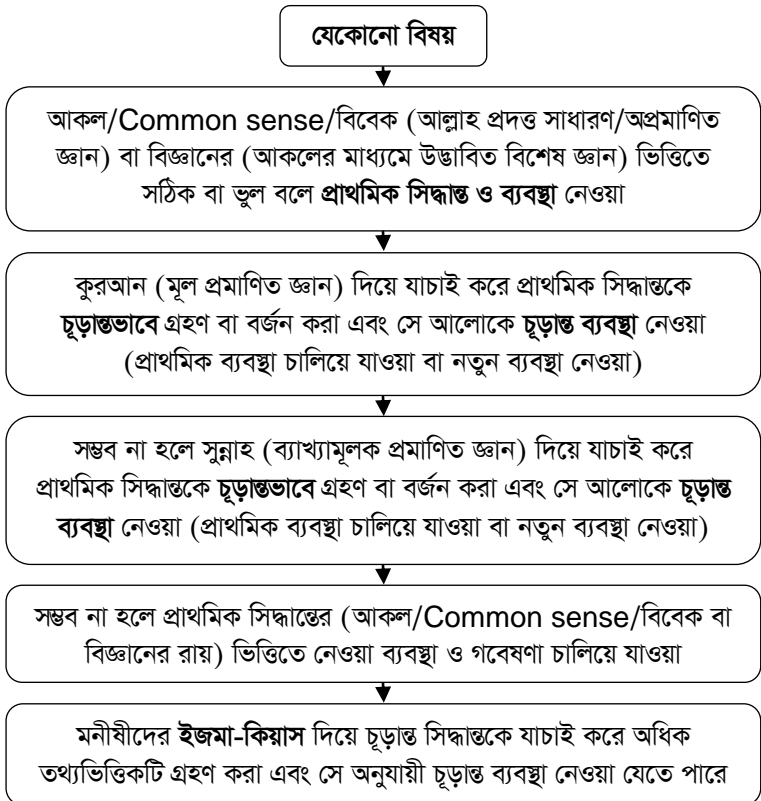 যেকোনো বিষয়
আকল/Common sense/বিবেক (আল্লাহ প্রদত্ত সাধারণ/অপ্রমাণিত
জ্ঞান) বা বিজ্ঞানের (আকলের মাধ্যমে উদ্ভাবিত বিশেষ জ্ঞান) ভিত্তিতে
সঠিক বা ভুল বলে প্রাথমিক সিদ্ধান্ত ও ব্যবস্থা নেওয়া
কুরআন (মূল প্রমাণিত জ্ঞান) দিয়ে যাচাই করে প্রাথমিক সিদ্ধান্তকে
চূড়ান্তভাবে গ্রহণ বা বর্জন করা এবং সে আলোকে চূড়ান্ত ব্যবস্থা নেওয়া
(প্রাথমিক ব্যবস্থা চালিয়ে যাওয়া বা নতুন ব্যবস্থা নেওয়া)
সম্ভব না হলে সুন্নাহ (ব্যাখ্যামূলক প্রমাণিত জ্ঞান) দিয়ে যাচাই করে
প্রাথমিক সিদ্ধান্তকে চূড়ান্তভাবে গ্রহণ বা বর্জন করা এবং সে আলোকে চূড়ান্ত
ব্যবস্থা নেওয়া (প্রাথমিক ব্যবস্থা চালিয়ে যাওয়া বা নতুন ব্যবস্থা নেওয়া)
সম্ভব না হলে প্রাথমিক সিদ্ধান্তের (আকল/Common sense/বিবেক বা
বিজ্ঞানের রায়) ভিত্তিতে নেওয়া ব্যবস্থা ও গবেষণা চালিয়ে যাওয়া
মনীষীদের ইজমা-কিয়াস দিয়ে চূড়ান্ত সিদ্ধান্তকে যাচাই করে অধিক
তথ্যভিত্তিকটি গ্রহণ করা এবং সে অনুযায়ী চূড়ান্ত ব্যবস্থা নেওয়া যেতে পারে